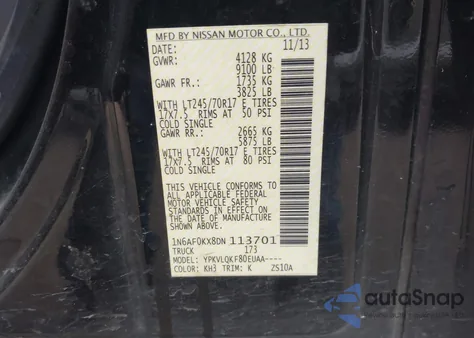 MFD BY NISSAN MOTOR CO., LTD.
DATE: 11/13
GVWR: 4128 KG
9100 LB
GAWR FR.: 1735 KG
3825 LB
WITH LT245/70R17 E TIRES
17X7.5 RIMS AT 50 PSI
COLD SINGLE
GAWR RR.: 2665 KG
5875 LB
WITH LT245/70R17 E TIRES
17X7.5 RIMS AT 80 PSI
COLD SINGLE
THIS VEHICLE CONFORMS TO
ALL APPLICABLE FEDERAL
MOTOR VEHICLE SAFETY
STANDARDS IN EFFECT ON
THE DATE OF MANUFACTURE
SHOWN ABOVE.
1N6AF0KX8DN 113701
TRUCK 173
MODEL: YPKVLQKF80EUAA----
COLOR: KH3 TRIM: K ZS10A
autoSnap